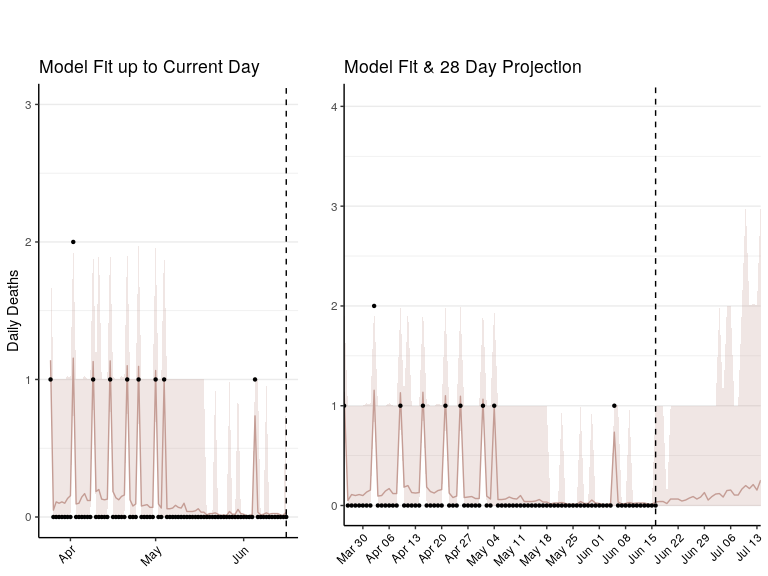 Model Fit up to Current Day
Model Fit & 28 Day Projection
Daily Deaths
3
2
1
0
Apr
May
Jun
4
3
2
1
0
Mar 30
Apr 06
Apr 13
Apr 20
Apr 27
May 04
May 11
May 18
May 25
Jun 01
Jun 08
Jun 15
Jun 22
Jun 29
Jul 06
Jul 13